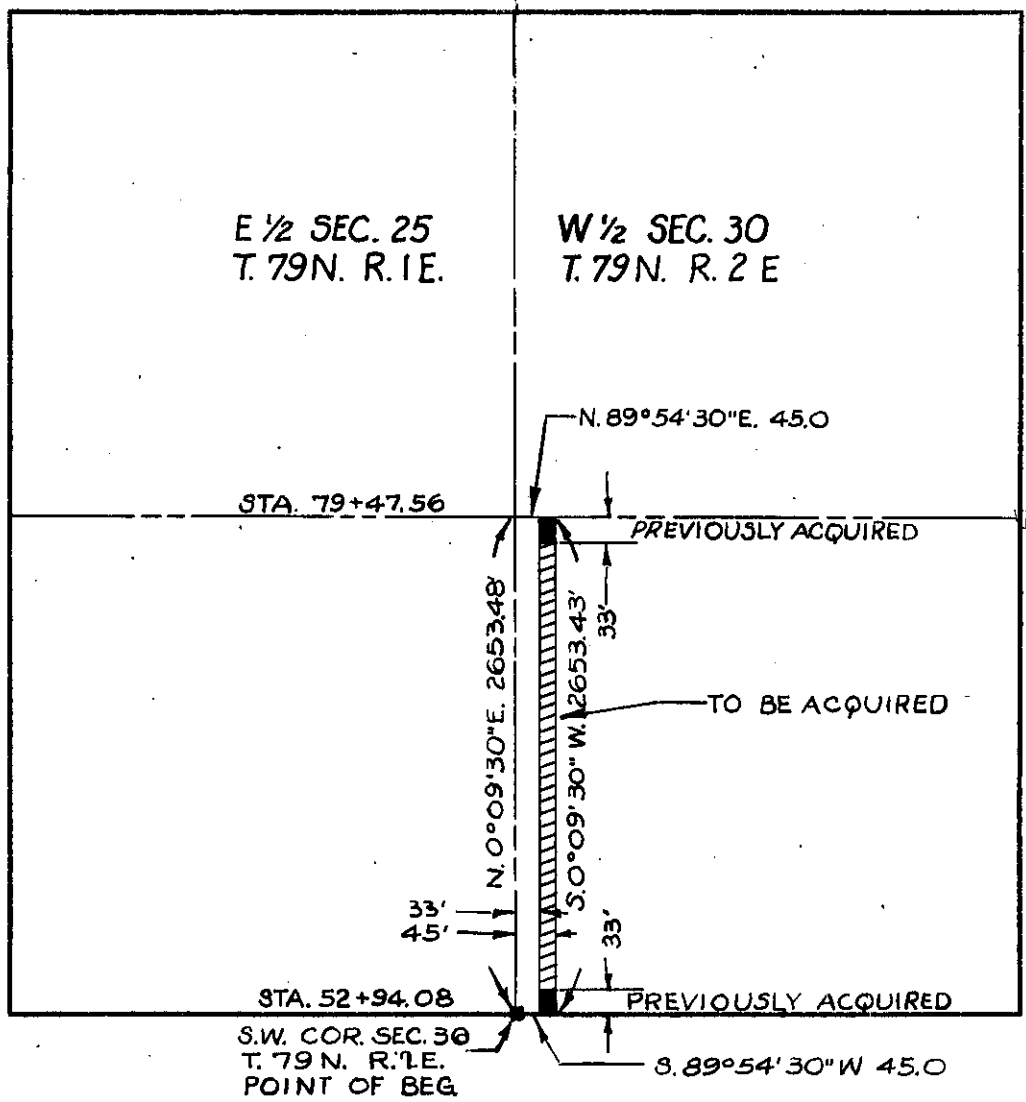 E ½ SEC. 25
T. 79N. R. 1E.
W ½ SEC. 30
T. 79N. R. 2 E
N. 89°54'30"E. 45.0
STA. 79+47.56
PREVIOUSLY ACQUIRED
33'
N. 0°09'30"E. 2653.48'
S. 0°09'30" W. 2653.43'
TO BE ACQUIRED
33'
45'
33'
STA. 52+94.08
PREVIOUSLY ACQUIRED
S.W. COR. SEC. 30
T. 79 N. R. 2E.
POINT OF BEG
S. 89°54'30"W 45.0